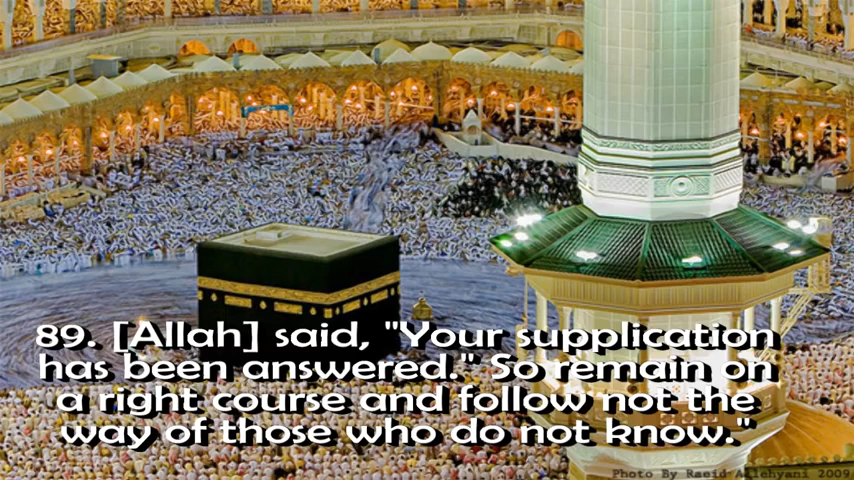 89. [Allah] said, "Your supplication
has been answered." So remain on
a right course and follow not the
way of those who do not know."
Photo By Raeid Allehyani 2009